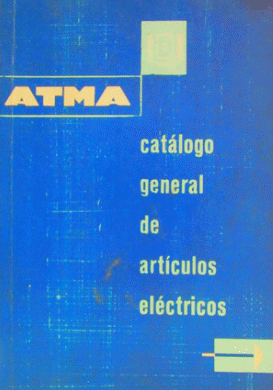 ATMA
catálogo
general
de
artículos
eléctricos